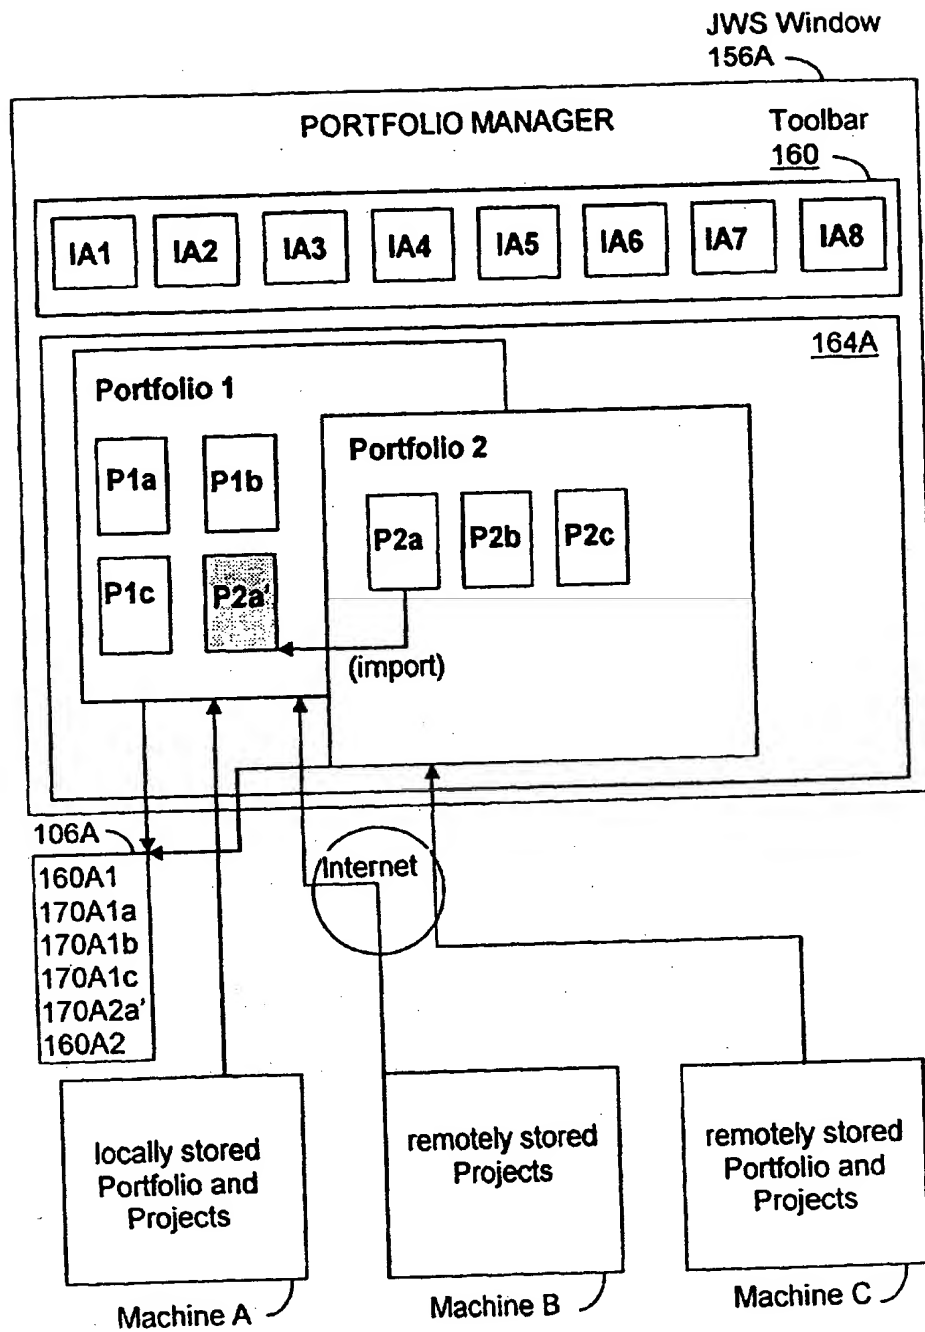 JWS Window
156A
PORTFOLIO MANAGER
Toolbar
160
IA1 IA2 IA3 IA4 IA5 IA6 IA7 IA8
164A
Portfolio 1
P1a P1b
P1c P2a'
Portfolio 2
P2a P2b P2c
(import)
106A
160A1
170A1a
170A1b
170A1c
170A2a'
160A2
Internet
locally stored
Portfolio and
Projects
remotely stored
Projects
remotely stored
Portfolio and
Projects
Machine A
Machine B
Machine C